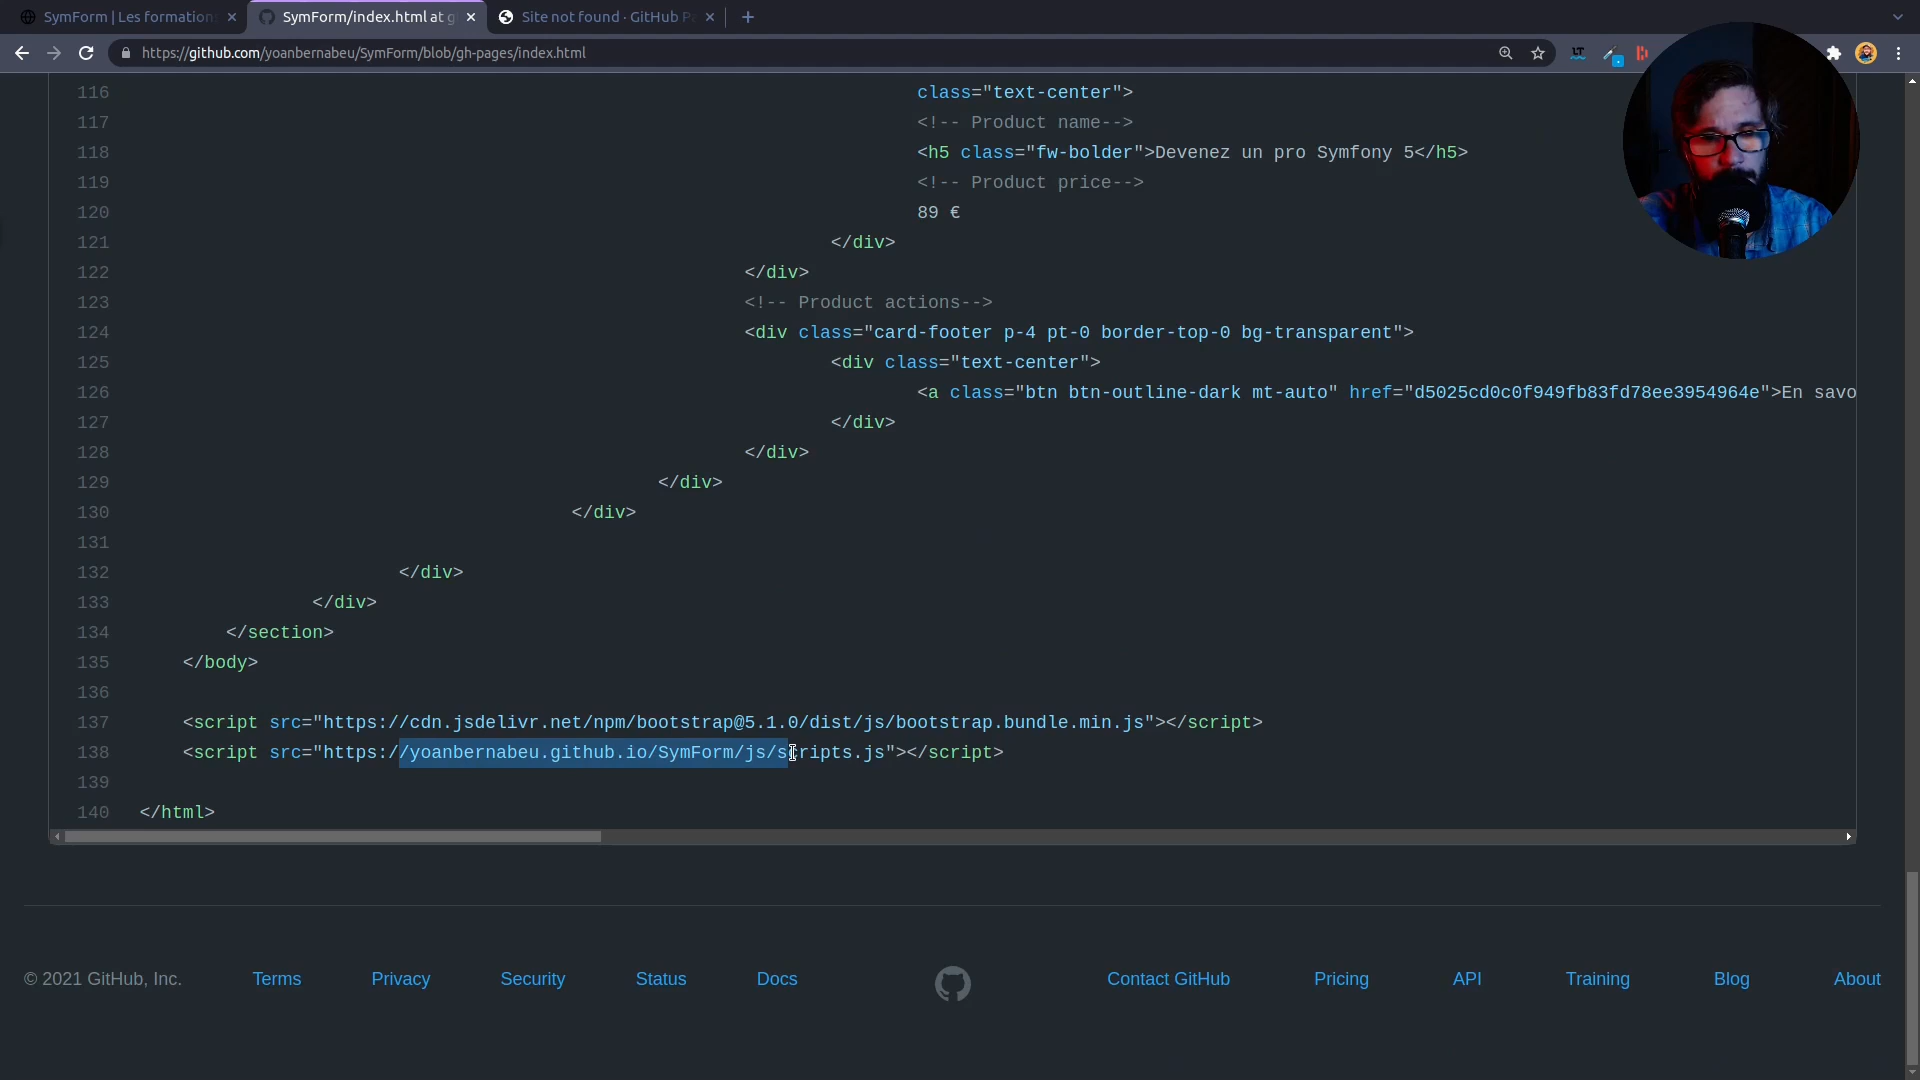 SymForm | Les formation
SymForm/index.html at g
Site not found · GitHub P
https://github.com/yoanbernabeu/SymForm/blob/gh-pages/index.html
116 class="text-center">
117 <!-- Product name-->
118 <h5 class="fw-bolder">Devenez un pro Symfony 5</h5>
119 <!-- Product price-->
120 89 €
121 </div>
122 </div>
123 <!-- Product actions-->
124 <div class="card-footer p-4 pt-0 border-top-0 bg-transparent">
125 <div class="text-center">
126 <a class="btn btn-outline-dark mt-auto" href="d5025cd0c0f949fb83fd78ee3954964e">En savo
127 </div>
128 </div>
129 </div>
130 </div>
131
132 </div>
133 </div>
134 </section>
135 </body>
136
137 <script src="https://cdn.jsdelivr.net/npm/bootstrap@5.1.0/dist/js/bootstrap.bundle.min.js"></script>
138 <script src="https://yoanbernabeu.github.io/SymForm/js/scripts.js"></script>
139
140 </html>
© 2021 GitHub, Inc. Terms Privacy Security Status Docs Contact GitHub Pricing API Training Blog About